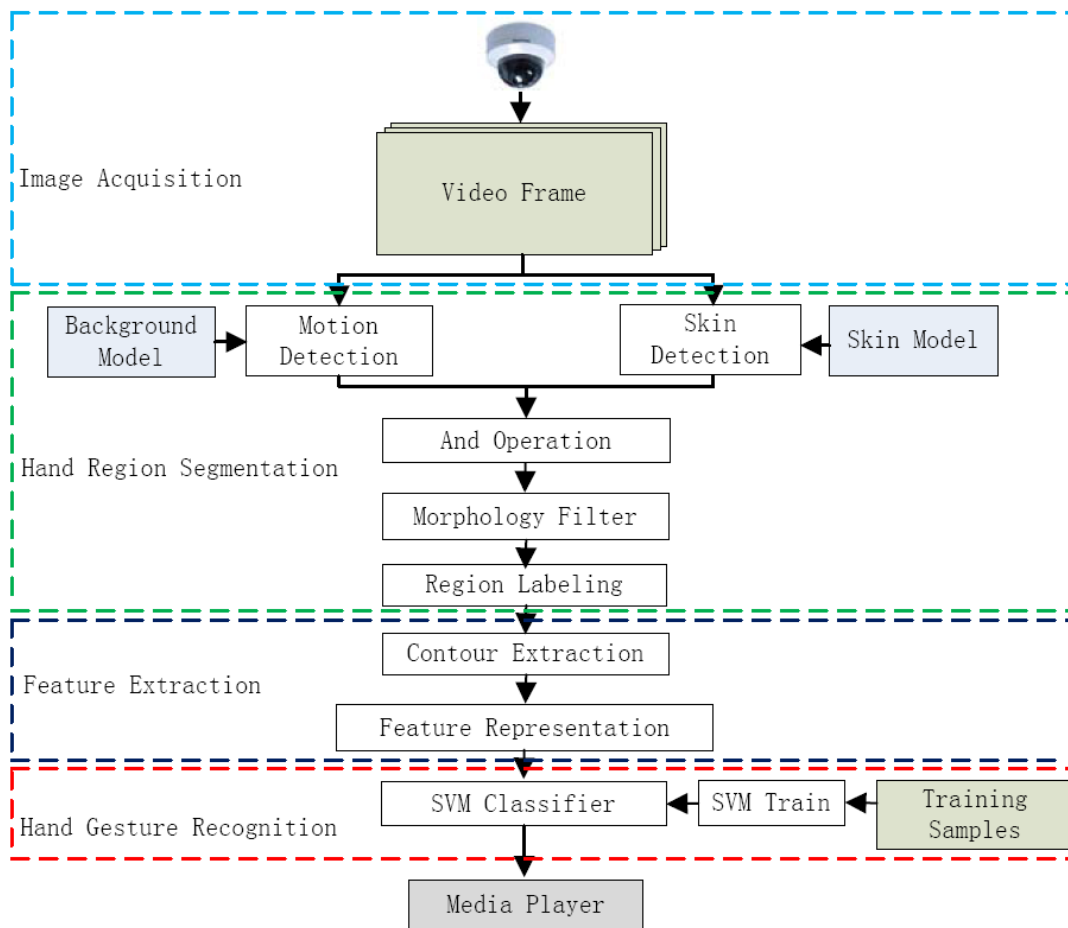 Image Acquisition
Video Frame
Background
Model
Motion
Detection
Skin
Detection
Skin Model
And Operation
Hand Region Segmentation
Morphology Filter
Region Labeling
Contour Extraction
Feature Extraction
Feature Representation
SVM Classifier
SVM Train
Training
Samples
Hand Gesture Recognition
Media Player